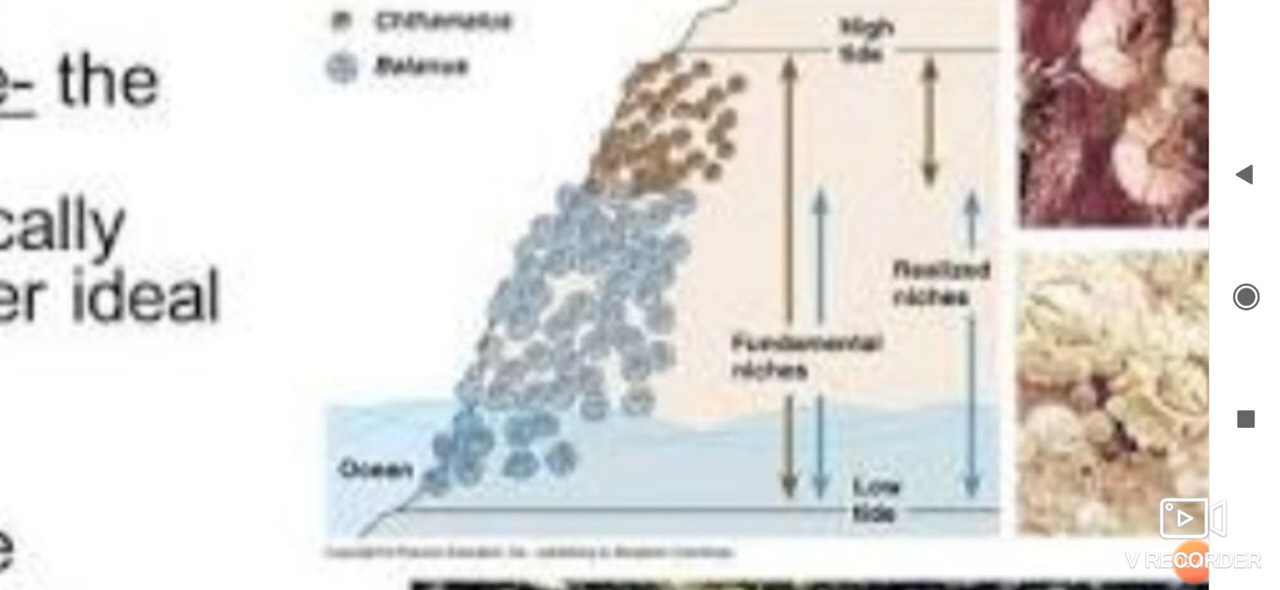 e- the
cally
er ideal
e
Chthamalus
Balanus
High
tide
Realized
niches
Fundamental
niches
Ocean
Low
tide
V RECORDER